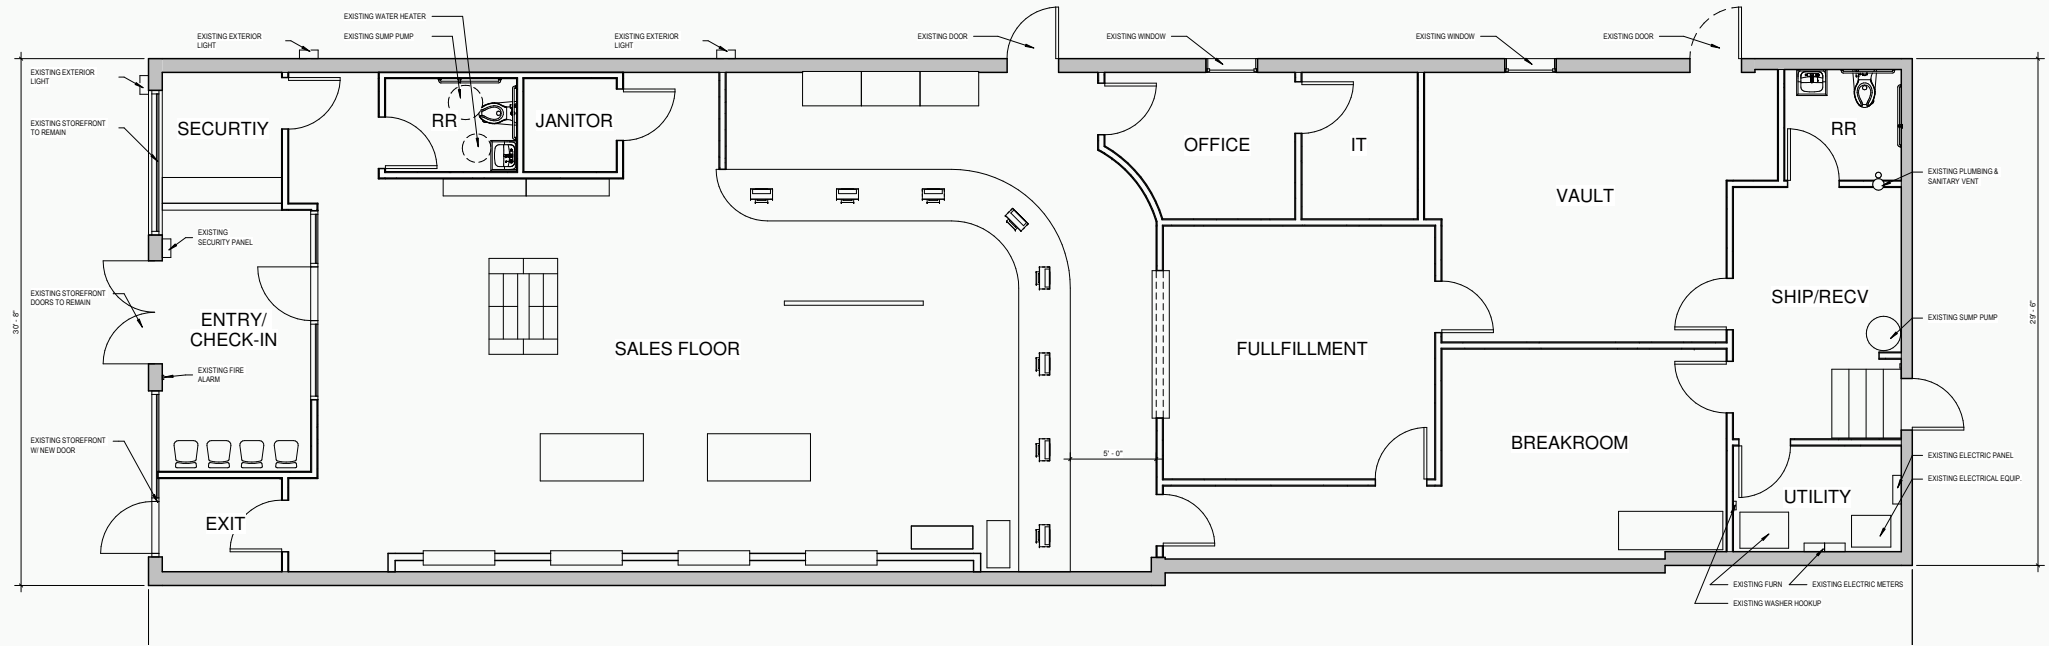 EXISTING WATER HEATER
EXISTING EXTERIOR
LIGHT
EXISTING SUMP PUMP
EXISTING EXTERIOR
LIGHT
EXISTING DOOR
EXISTING WINDOW
EXISTING WINDOW
EXISTING DOOR
EXISTING EXTERIOR
LIGHT
EXISTING STOREFRONT
TO REMAIN
SECURTIY
RR
JANITOR
OFFICE
IT
VAULT
RR
EXISTING PLUMBING &
SANITARY VENT
EXISTING
SECURITY PANEL
EXISTING STOREFRONT
DOORS TO REMAIN
30' - 8"
ENTRY/
CHECK-IN
SALES FLOOR
FULLFILLMENT
SHIP/RECV
EXISTING SUMP PUMP
29' - 6"
EXISTING FIRE
ALARM
EXISTING STOREFRONT
W/ NEW DOOR
5' - 0"
BREAKROOM
EXISTING ELECTRIC PANEL
EXISTING ELECTRICAL EQUIP.
EXIT
UTILITY
EXISTING FURN
EXISTING ELECTRIC METERS
EXISTING WASHER HOOKUP